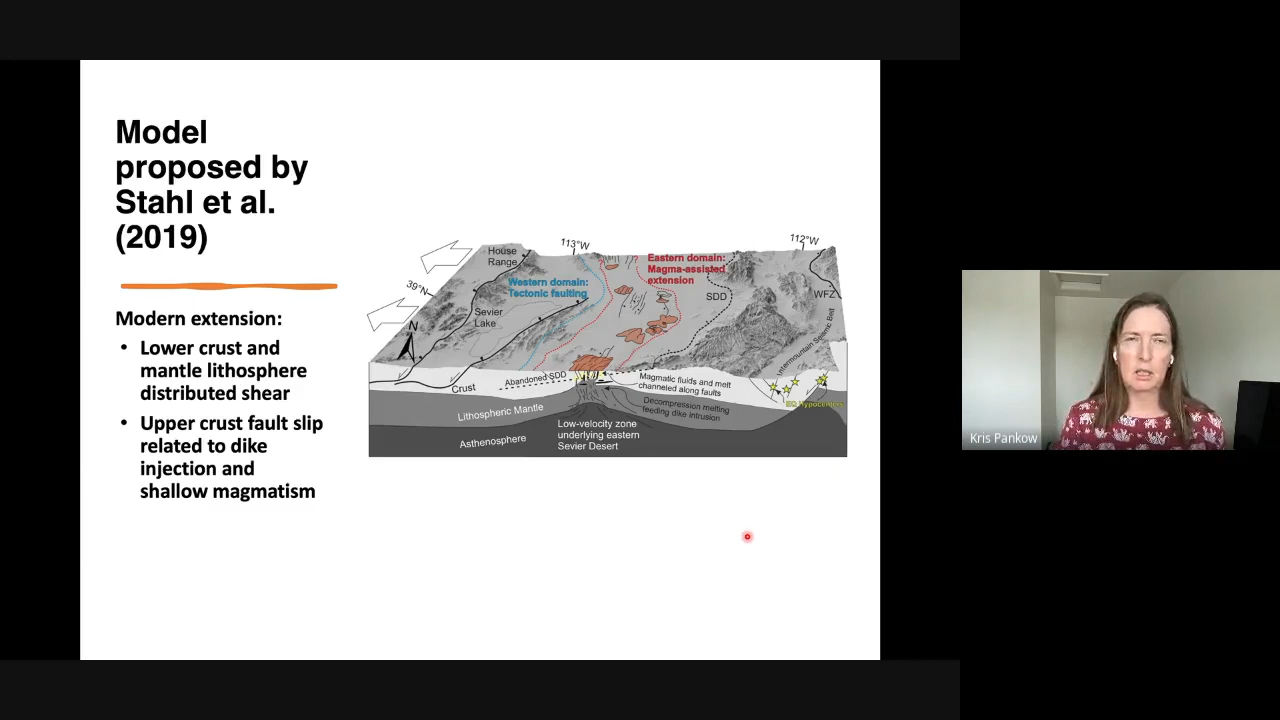 Model
proposed by
Stahl et al.
(2019)
Modern extension:
• Lower crust and
mantle lithosphere
distributed shear
• Upper crust fault slip
related to dike
injection and
shallow magmatism
113°W
112°W
House
Range
39°N
Western domain:
Tectonic faulting
Eastern domain:
Magma-assisted
extension
SDD
WFZ
Sevier
Lake
N
Intermountain Seismic Belt
Crust
Abandoned SDD
Magmatic fluids and melt
channeled along faults
EQ hypocenters
Lithospheric Mantle
Decompression melting
feeding dike intrusion
Asthenosphere
Low-velocity zone
underlying eastern
Sevier Desert
Kris Pankow